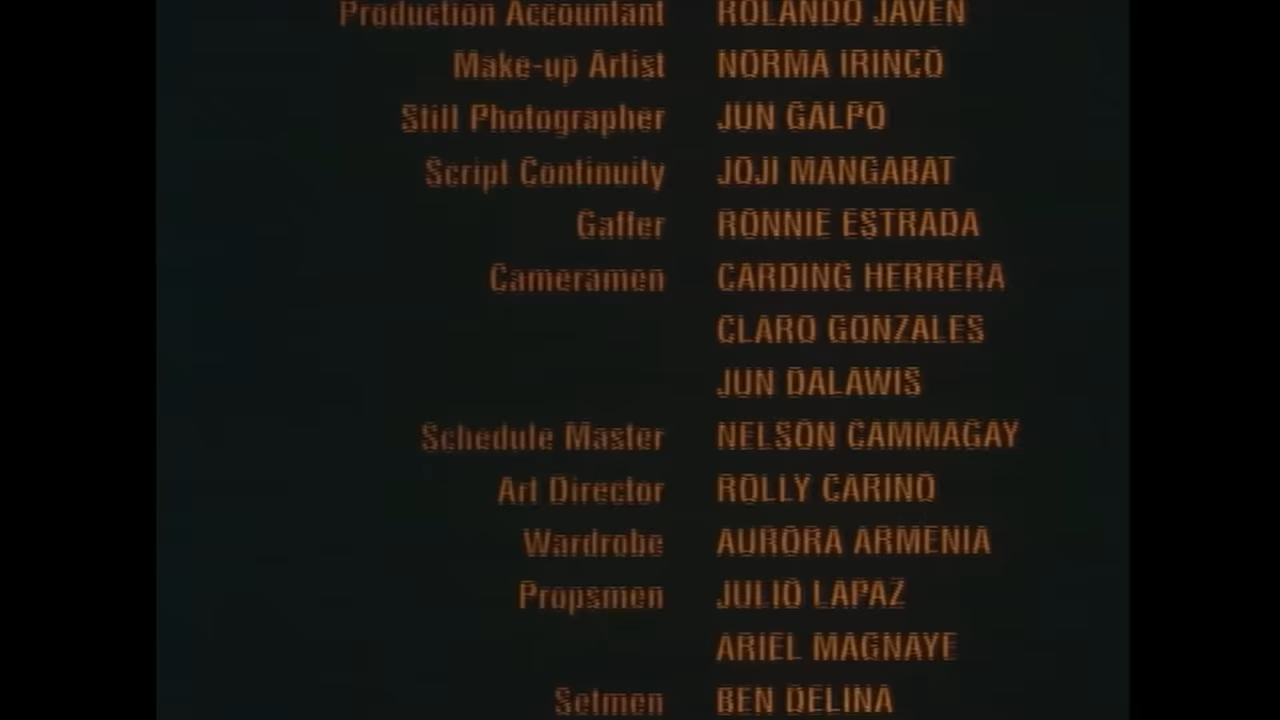 Production Accountant ROLANDO JAVEN
Make-up Artist NORMA IRINCO
Still Photographer JUN GALPO
Script Continuity JOJI MANGABAT
Gaffer RONNIE ESTRADA
Cameramen CARDING HERRERA
CLARO GONZALES
JUN DALAWIS
Schedule Master NELSON CAMMAGAY
Art Director ROLLY CARINO
Wardrobe AURORA ARMENIA
Propsmen JULIO LAPAZ
ARIEL MAGNAYE
Setmen BEN DELINA